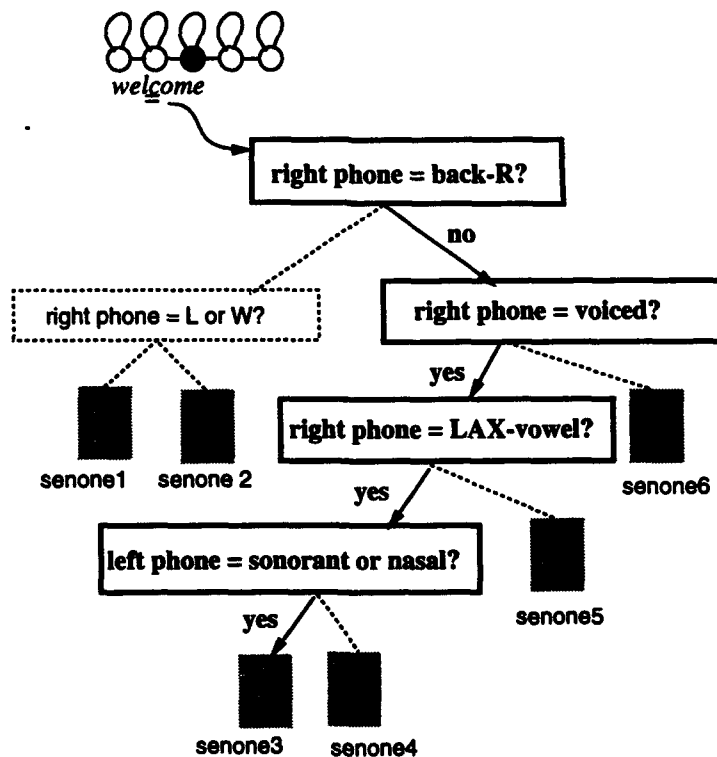 welcome
right phone = back-R?
no
right phone = L or W?
right phone = voiced?
yes
right phone = LAX-vowel?
senone1
senone 2
senone6
yes
left phone = sonorant or nasal?
senone5
yes
senone3
senone4